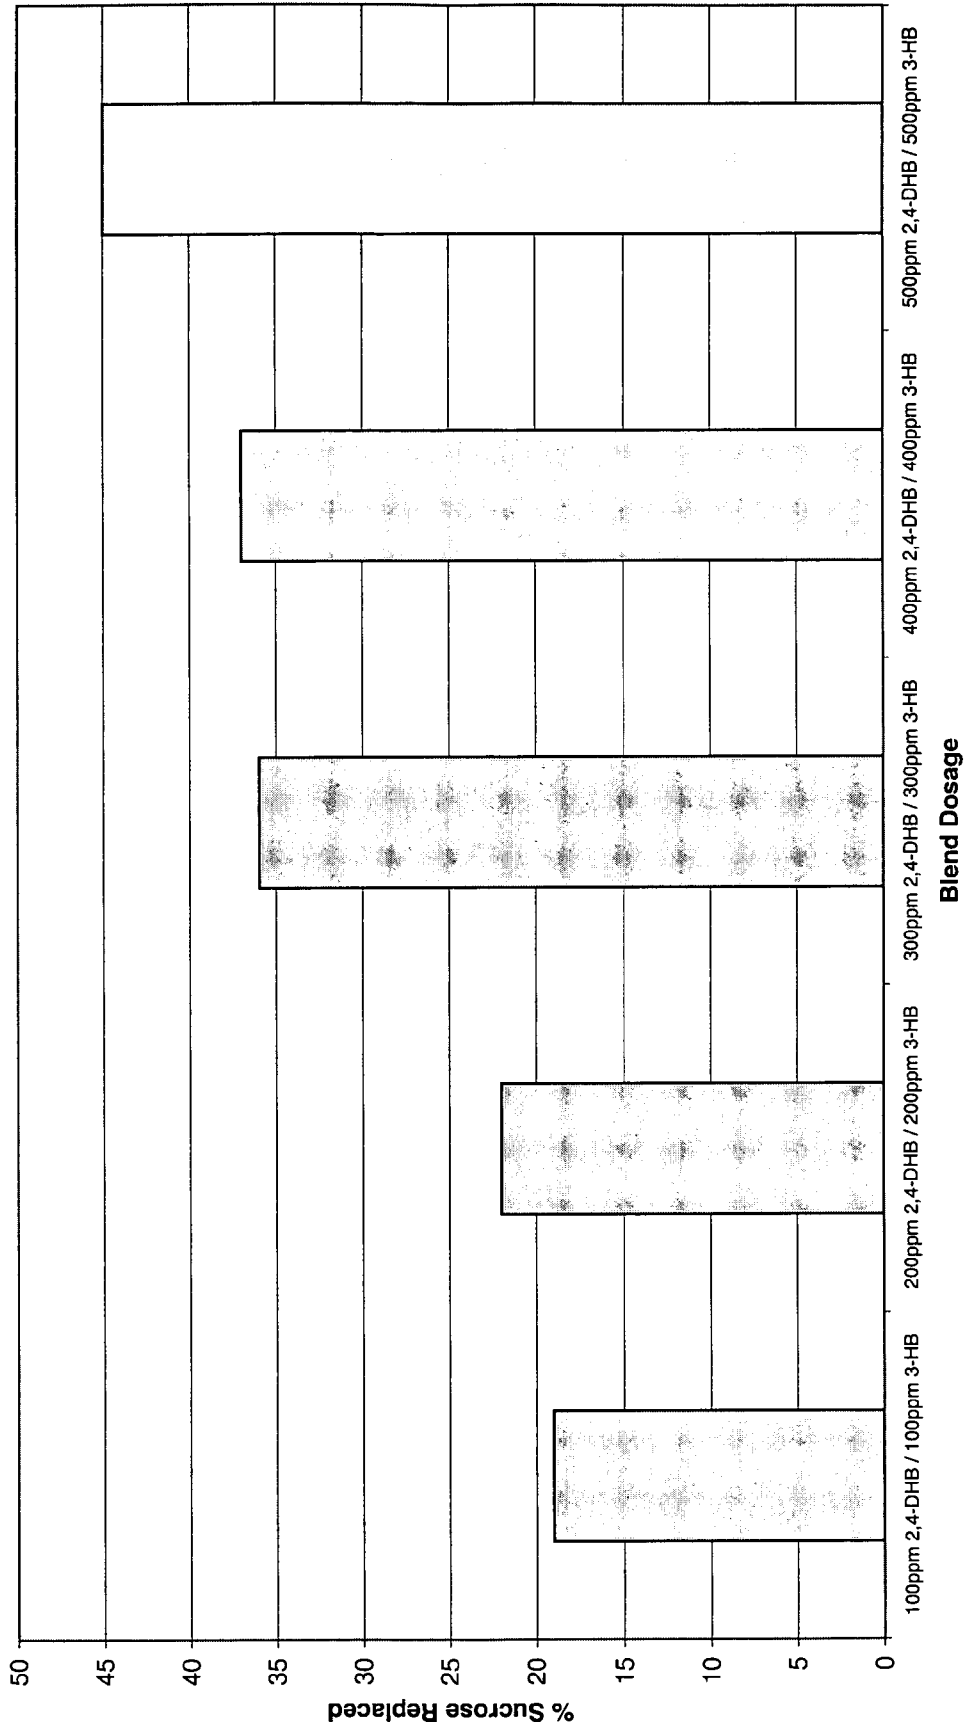 % Sucrose Replaced
50
45
40
35
30
25
20
15
10
5
0
100ppm 2,4-DHB / 100ppm 3-HB
200ppm 2,4-DHB / 200ppm 3-HB
300ppm 2,4-DHB / 300ppm 3-HB
400ppm 2,4-DHB / 400ppm 3-HB
500ppm 2,4-DHB / 500ppm 3-HB
Blend Dosage